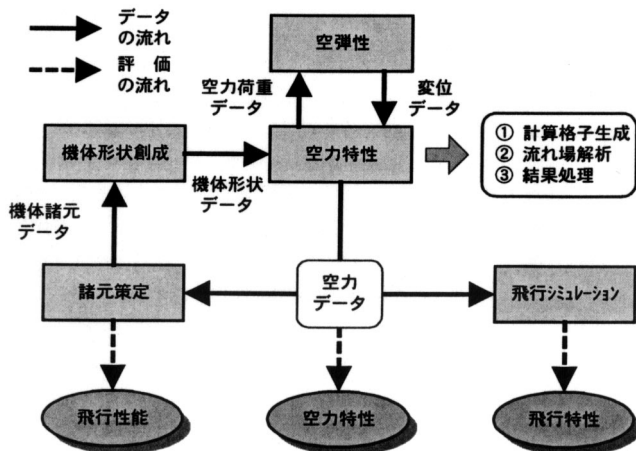 データ
の流れ
評　価
の流れ
空弾性
空力荷重
データ
変位
データ
機体形状創成
空力特性
① 計算格子生成
② 流れ場解析
③ 結果処理
機体形状
データ
機体諸元
データ
諸元策定
空力
データ
飛行シミュレーション
飛行性能
空力特性
飛行特性